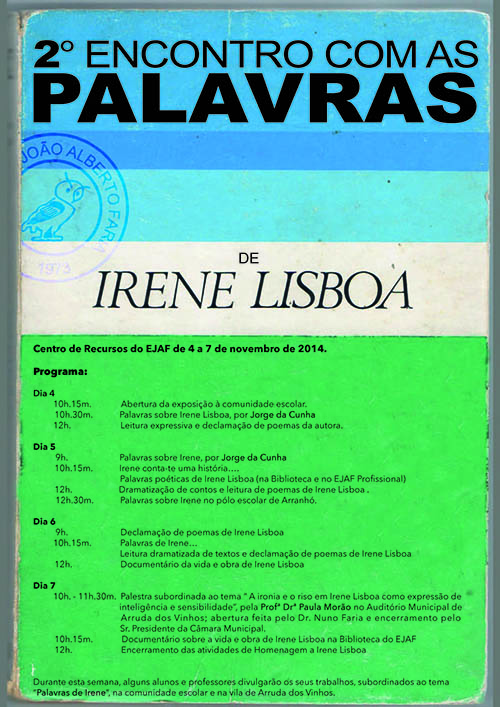 2º ENCONTRO COM AS
PALAVRAS
JOÃO ALBERTO FARIA
1973
DE
IRENE LISBOA
Centro de Recursos do EJAF de 4 a 7 de novembro de 2014.
Programa:
Dia 4
10h.15m. Abertura da exposição à comunidade escolar.
10h.30m. Palavras sobre Irene Lisboa, por Jorge da Cunha
12h. Leitura expressiva e declamação de poemas da autora.
Dia 5
9h. Palavras sobre Irene, por Jorge da Cunha
10h.15m. Irene conta-te uma história....
Palavras poéticas de Irene Lisboa (na Biblioteca e no EJAF Profissional)
12h. Dramatização de contos e leitura de poemas de Irene Lisboa .
12h.30m. Palavras sobre Irene no pólo escolar de Arranhó.
Dia 6
9h. Declamação de poemas de Irene Lisboa
10h.15m. Palavras de Irene...
Leitura dramatizada de textos e declamação de poemas de Irene Lisboa
12h. Documentário da vida e obra de Irene Lisboa
Dia 7
10h. - 11h.30m. Palestra subordinada ao tema " A ironia e o riso em Irene Lisboa como expressão de
inteligência e sensibilidade", pela Profª Drª Paula Morão no Auditório Municipal de
Arruda dos Vinhos; abertura feita pelo Dr. Nuno Faria e encerramento pelo
Sr. Presidente da Câmara Municipal.
10h.15m. Documentário sobre a vida e obra de Irene Lisboa na Biblioteca do EJAF
12h. Encerramento das atividades de Homenagem a Irene Lisboa
Durante esta semana, alguns alunos e professores divulgarão os seus trabalhos, subordinados ao tema
"Palavras de Irene", na comunidade escolar e na vila de Arruda dos Vinhos.